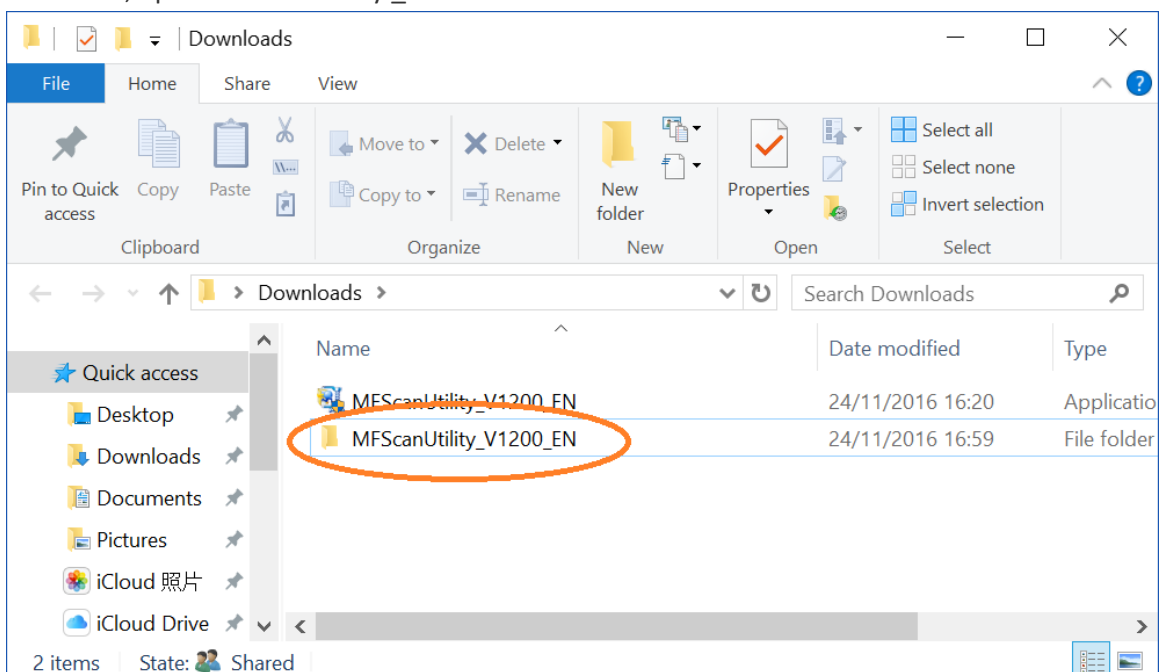 Downloads
File Home Share View
Move to Delete Select all
Select none
Pin to Quick access Copy Paste Copy to Rename New folder Properties Invert selection
Clipboard Organize New Open Select
Downloads Search Downloads
Name Date modified Type
Quick access
MFScanUtility_V1200_EN 24/11/2016 16:20 Applicatio
Desktop
MFScanUtility_V1200_EN 24/11/2016 16:59 File folder
Downloads
Documents
Pictures
iCloud 照片
iCloud Drive
2 items State: Shared